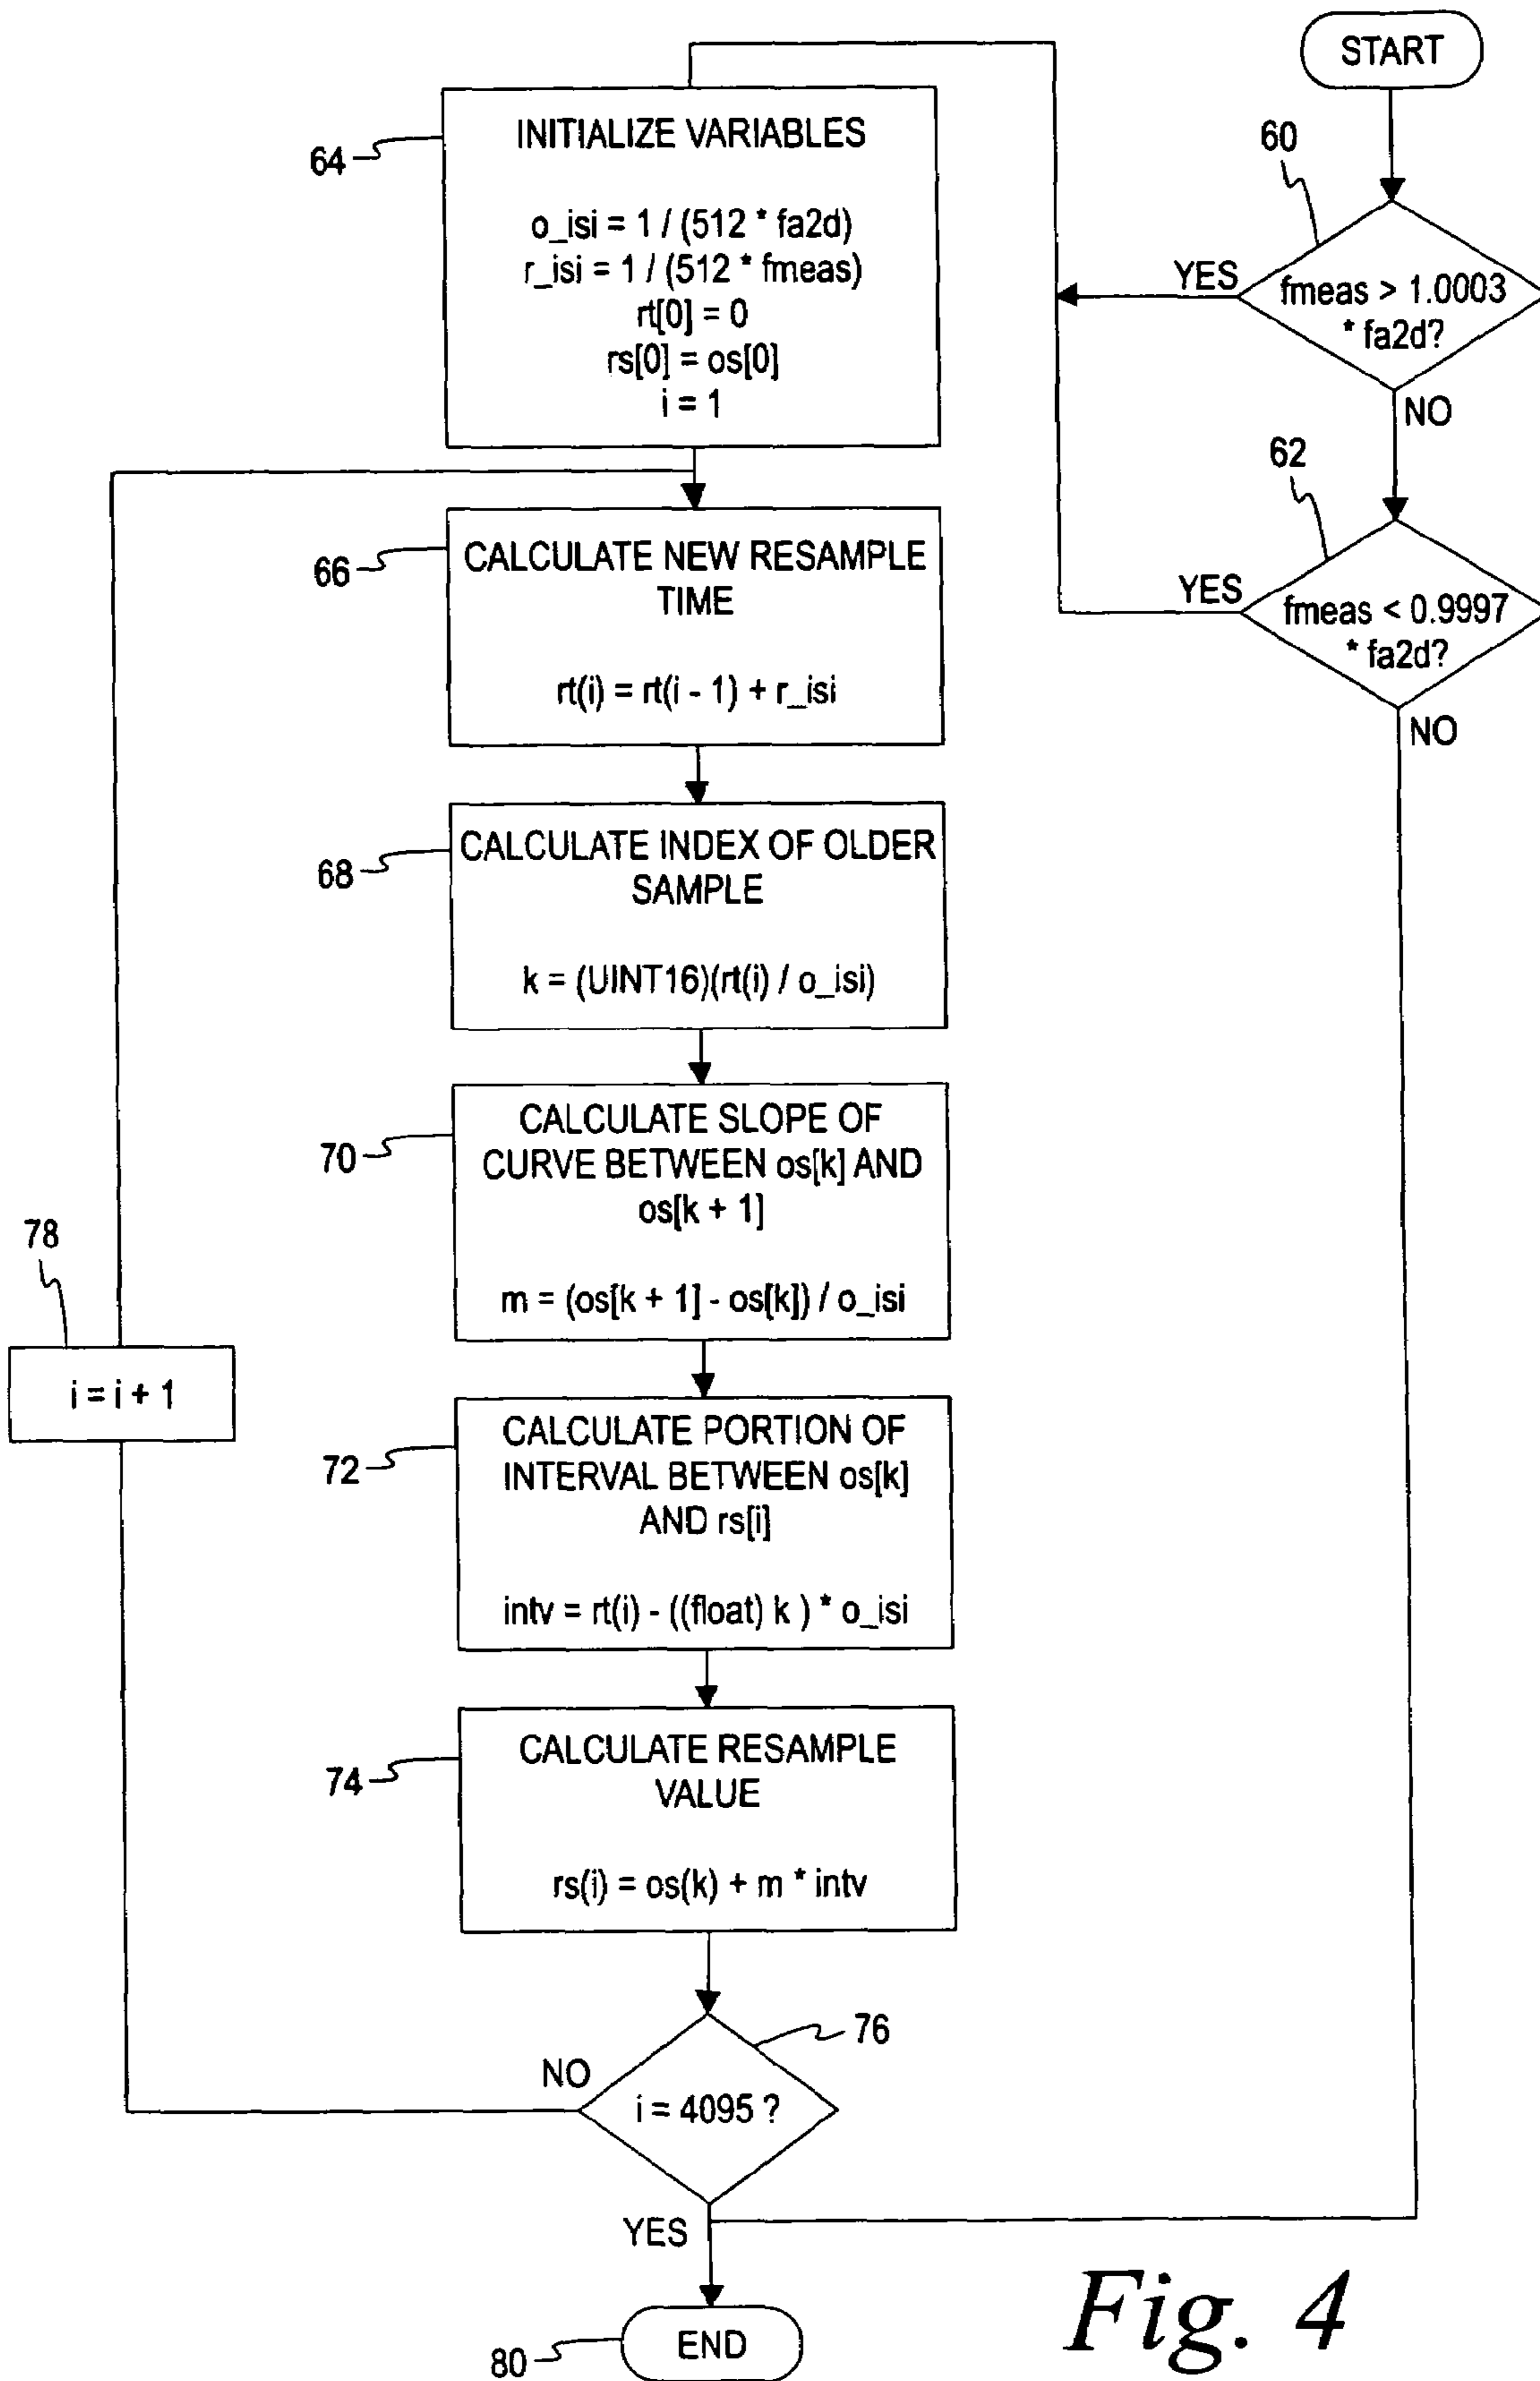 START
60
fmeas > 1.0003
* fa2d?
YES
NO
62
fmeas < 0.9997
* fa2d?
YES
NO
64
INITIALIZE VARIABLES
o_isi = 1 / (512 * fa2d)
r_isi = 1 / (512 * fmeas)
rt[0] = 0
rs[0] = os[0]
i = 1
66
CALCULATE NEW RESAMPLE
TIME
rt(i) = rt(i - 1) + r_isi
68
CALCULATE INDEX OF OLDER
SAMPLE
k = (UINT16)(rt(i) / o_isi)
70
CALCULATE SLOPE OF
CURVE BETWEEN os[k] AND
os[k + 1]
m = (os[k + 1] - os[k]) / o_isi
72
CALCULATE PORTION OF
INTERVAL BETWEEN os[k]
AND rs[i]
intv = rt(i) - ((float) k ) * o_isi
74
CALCULATE RESAMPLE
VALUE
rs(i) = os(k) + m * intv
76
i = 4095 ?
NO
YES
78
i = i + 1
80
END
Fig. 4